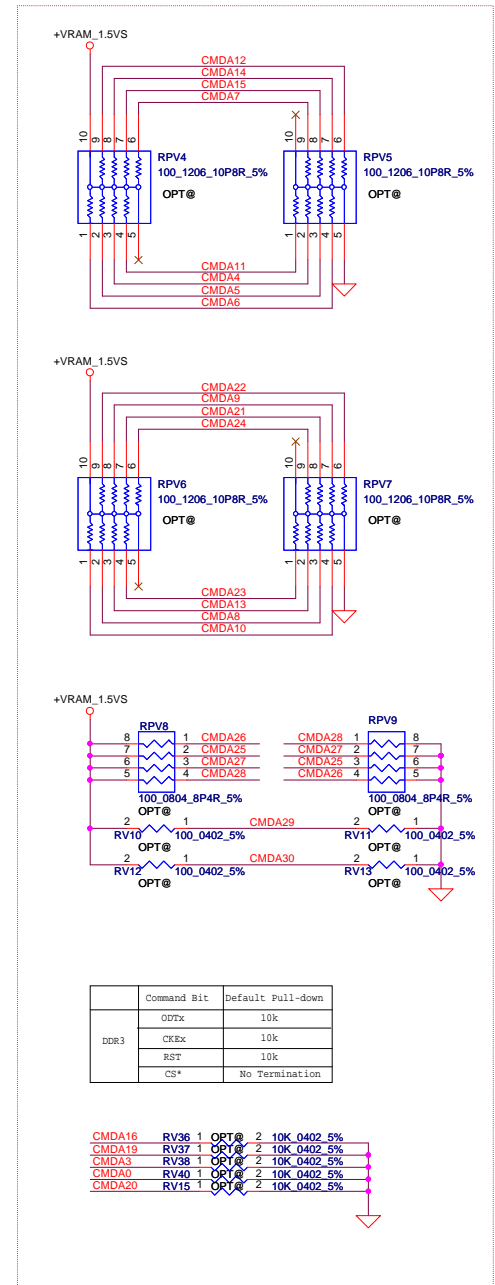 +VRAM_1.5VS
CMDA12
CMDA14
CMDA15
CMDA7
10 9 8 7 6
10 9 8 7 6
RPV4
100_1206_10P8R_5%
OPT@
RPV5
100_1206_10P8R_5%
OPT@
1 2 3 4 5
1 2 3 4 5
CMDA11
CMDA4
CMDA5
CMDA6
+VRAM_1.5VS
CMDA22
CMDA9
CMDA21
CMDA24
10 9 8 7 6
10 9 8 7 6
RPV6
100_1206_10P8R_5%
OPT@
RPV7
100_1206_10P8R_5%
OPT@
1 2 3 4 5
1 2 3 4 5
CMDA23
CMDA13
CMDA8
CMDA10
+VRAM_1.5VS
RPV8 RPV9
8 1 CMDA26 CMDA28 1 8
7 2 CMDA25 CMDA27 2 7
6 3 CMDA27 CMDA25 3 6
5 4 CMDA28 CMDA26 4 5
100_0804_8P4R_5% 100_0804_8P4R_5%
OPT@ OPT@
2 1 CMDA29 2 1
RV10 100_0402_5% RV11 100_0402_5%
OPT@ OPT@
2 1 CMDA30 2 1
RV12 100_0402_5% RV13 100_0402_5%
OPT@ OPT@
Command Bit Default Pull-down
DDR3
ODTx 10k
CKEx 10k
RST 10k
CS* No Termination
CMDA16 RV36 1 OPT@ 2 10K_0402_5%
CMDA19 RV37 1 OPT@ 2 10K_0402_5%
CMDA3 RV38 1 OPT@ 2 10K_0402_5%
CMDA0 RV40 1 OPT@ 2 10K_0402_5%
CMDA20 RV15 1 OPT@ 2 10K_0402_5%